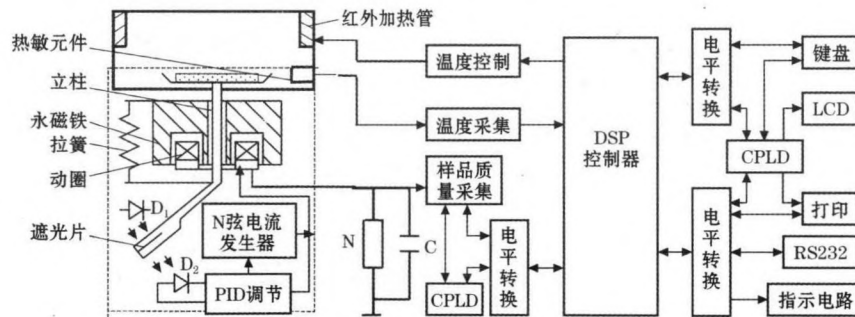 红外加热管
热敏元件
立柱
永磁铁
拉簧
动圈
D₁
遮光片
D₂
N弦电流
发生器
PID调节
N
C
温度控制
温度采集
样品质
量采集
CPLD
电平转换
DSP
控制器
电平转换
键盘
LCD
CPLD
电平转换
打印
RS232
指示电路